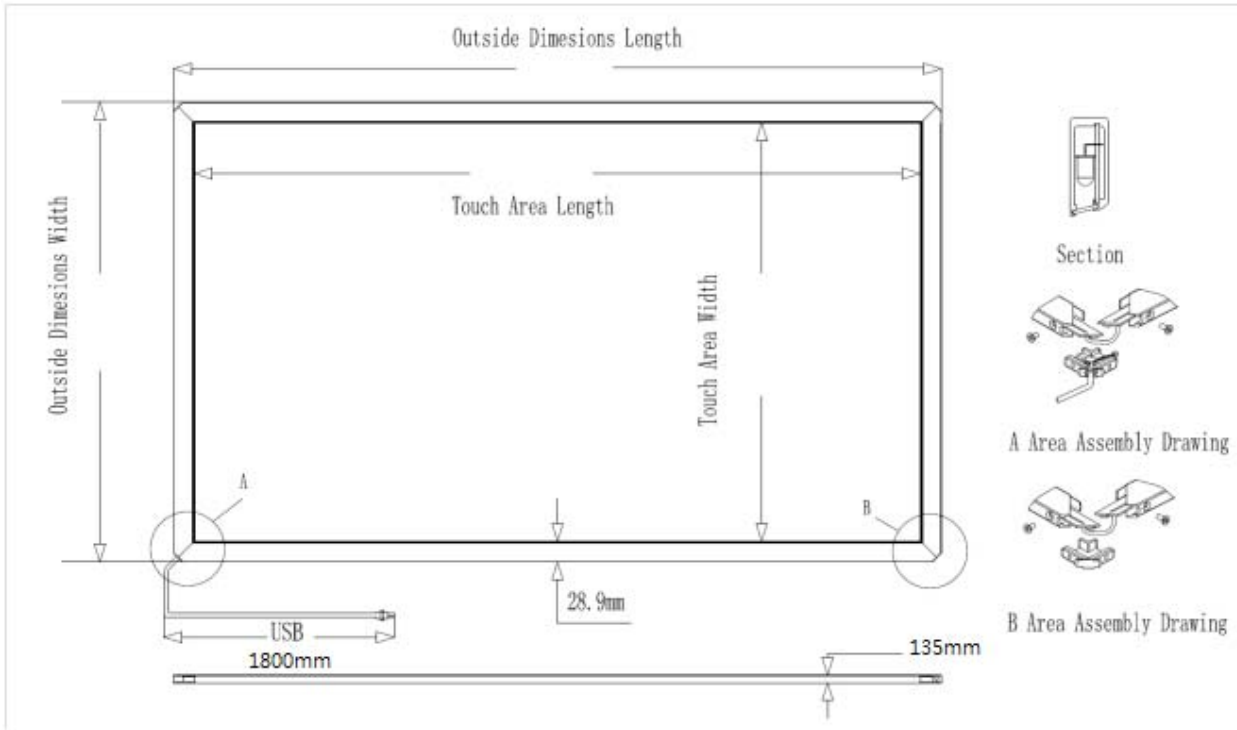 Outside Dimesions Length
Outside Dimesions Width
Touch Area Length
Touch Area Width
Section
A Area Assembly Drawing
A
B
28.9mm
B Area Assembly Drawing
USB
1800mm
135mm